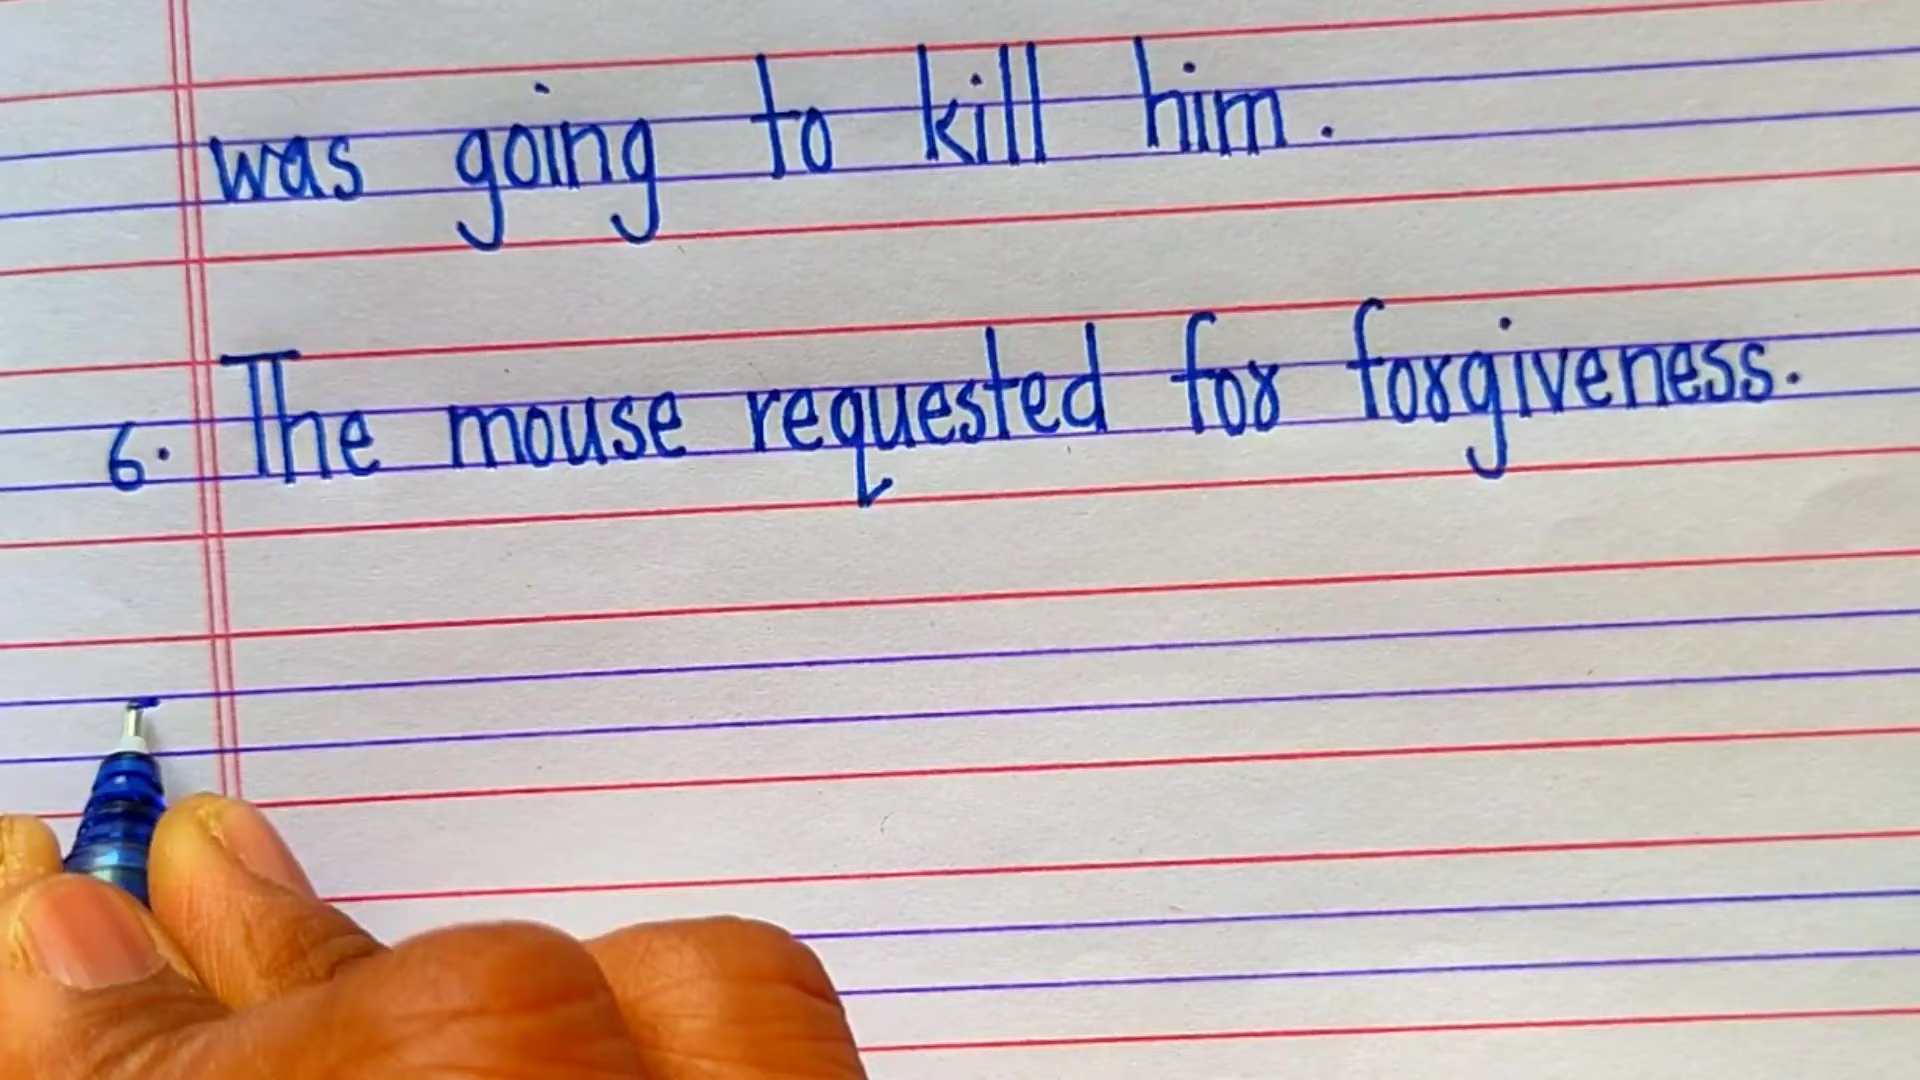 was going to kill him.
6. The mouse requested for forgiveness.